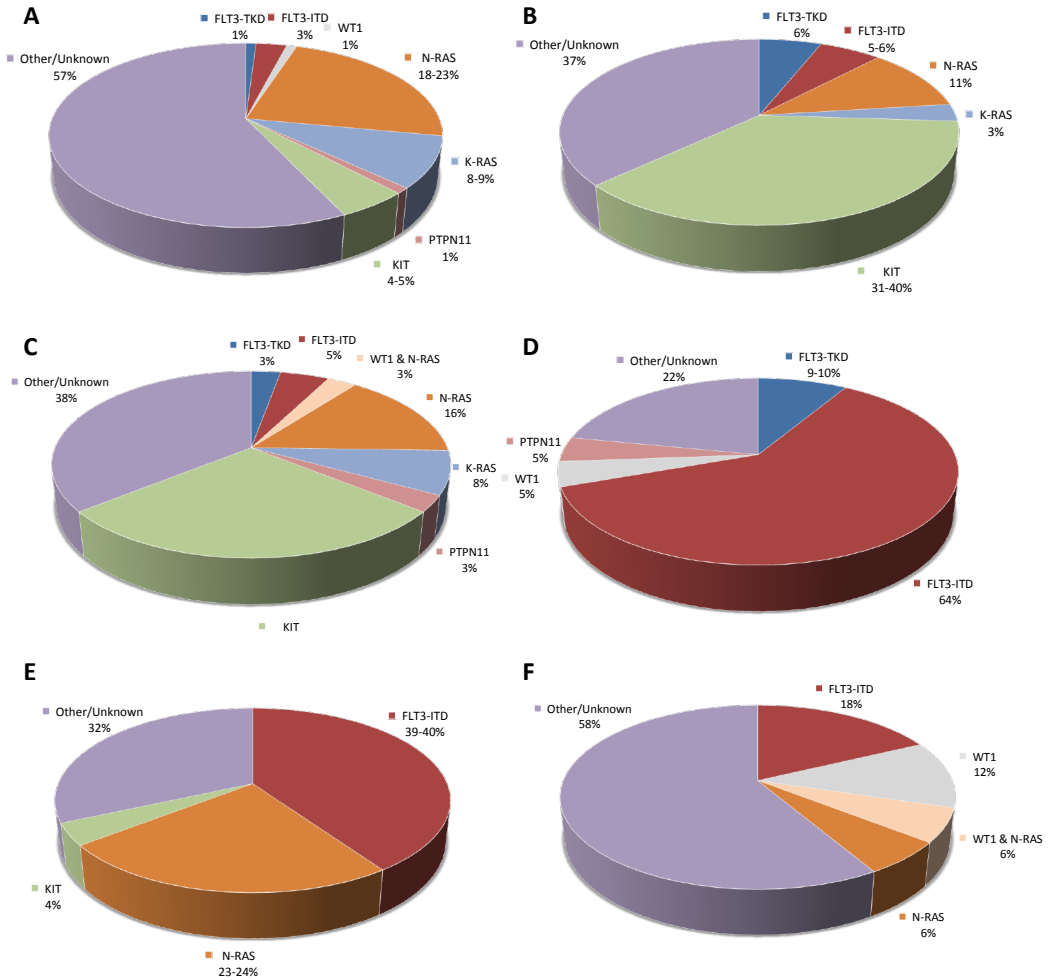 A
FLT3-TKD
1%
FLT3-ITD
3%
WT1
1%
N-RAS
18-23%
K-RAS
8-9%
PTPN11
1%
KIT
4-5%
Other/Unknown
57%
B
FLT3-TKD
6%
FLT3-ITD
5-6%
N-RAS
11%
K-RAS
3%
KIT
31-40%
Other/Unknown
37%
C
FLT3-TKD
3%
FLT3-ITD
5%
WT1 & N-RAS
3%
N-RAS
16%
K-RAS
8%
PTPN11
3%
KIT
Other/Unknown
38%
D
FLT3-TKD
9-10%
FLT3-ITD
64%
WT1
5%
PTPN11
5%
Other/Unknown
22%
E
FLT3-ITD
39-40%
N-RAS
23-24%
KIT
4%
Other/Unknown
32%
F
FLT3-ITD
18%
WT1
12%
WT1 & N-RAS
6%
N-RAS
6%
Other/Unknown
58%